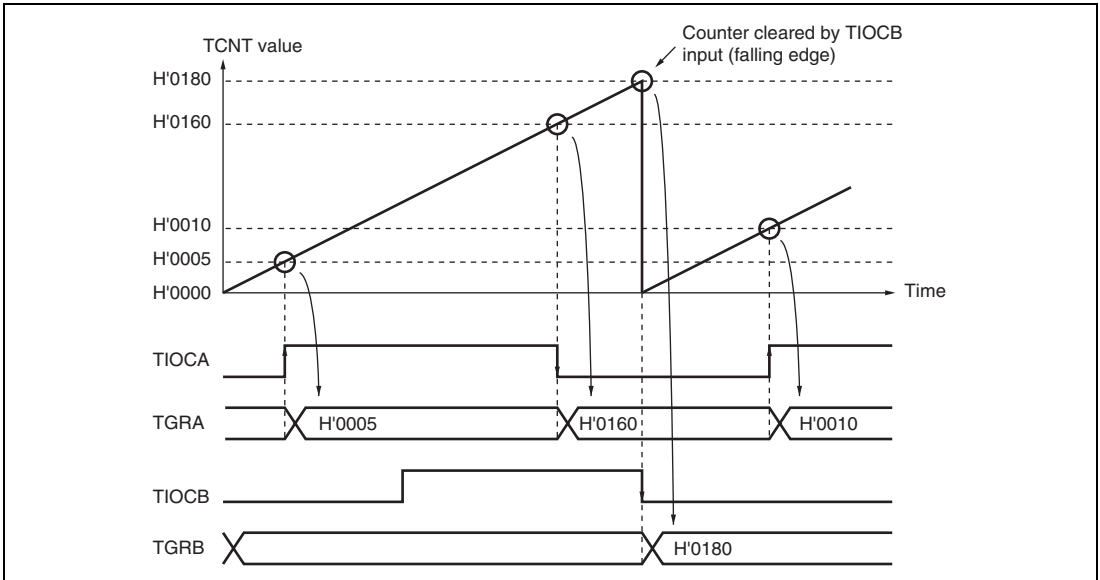 Counter cleared by TIOCB
input (falling edge)
TCNT value
H'0180
H'0160
H'0010
H'0005
H'0000
Time
TIOCA
TGRA
H'0005
H'0160
H'0010
TIOCB
TGRB
H'0180